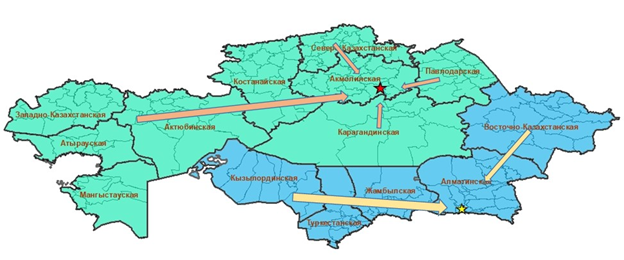 Северо-Казахстанская
Акмолинская
Павлодарская
Костанайская
Западно-Казахстанская
Актюбинская
Восточно-Казахстанская
Карагандинская
Атырауская
Алматинская
Кызылординская
Жамбылская
Мангыстауская
Туркестанская